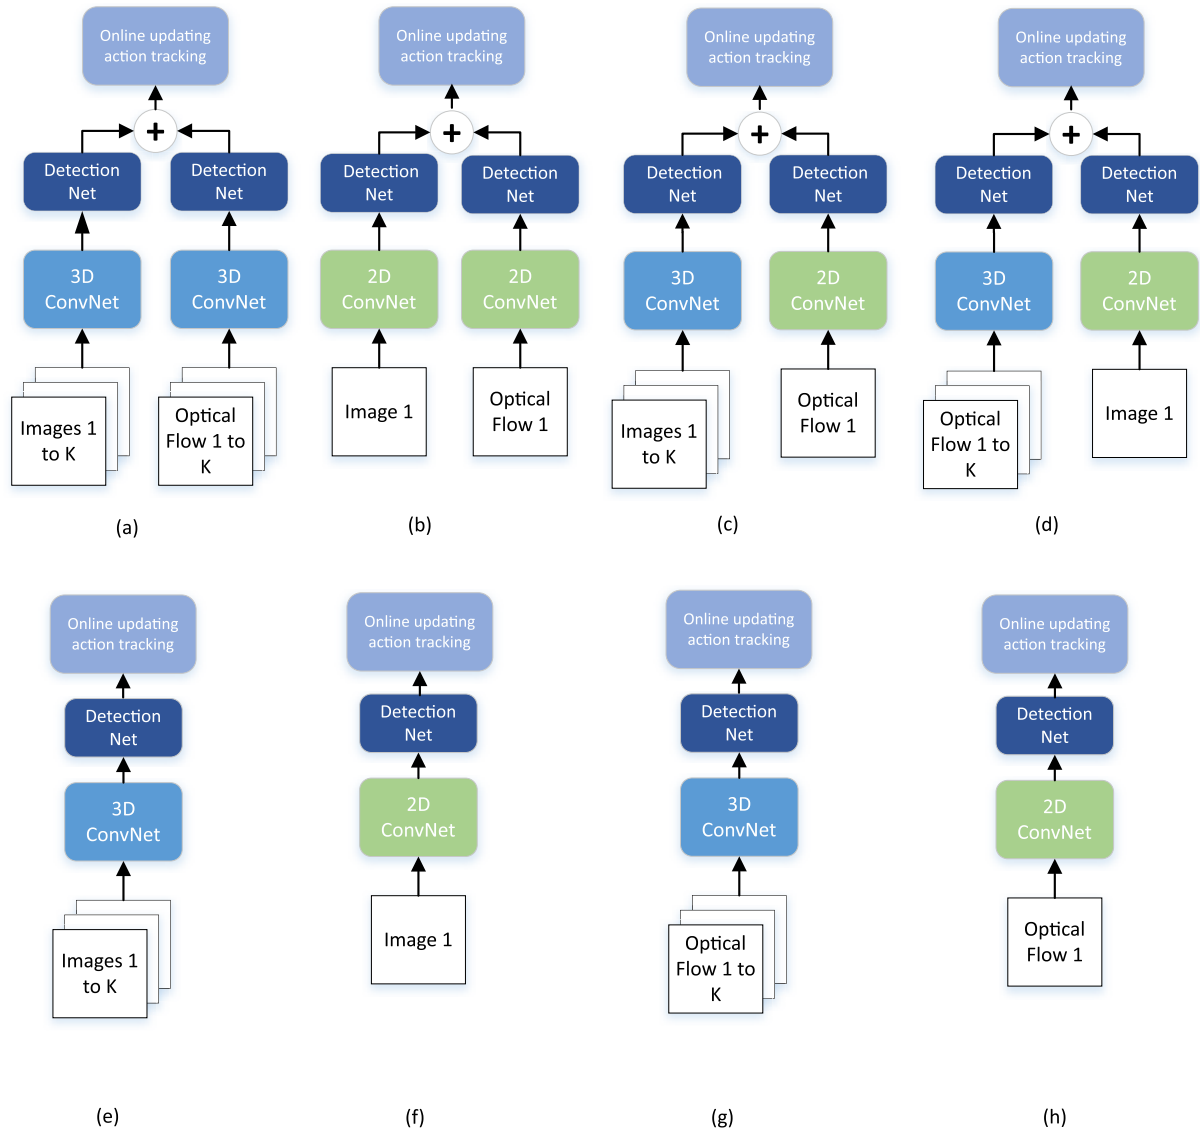 Online updating
action tracking
Online updating
action tracking
Online updating
action tracking
Online updating
action tracking
+
+
+
+
Detection
Net
Detection
Net
Detection
Net
Detection
Net
Detection
Net
Detection
Net
Detection
Net
Detection
Net
3D
ConvNet
3D
ConvNet
2D
ConvNet
2D
ConvNet
3D
ConvNet
2D
ConvNet
3D
ConvNet
2D
ConvNet
Images 1
to K
Optical
Flow 1 to
K
Image 1
Optical
Flow 1
Images 1
to K
Optical
Flow 1
Optical
Flow 1 to
K
Image 1
(a)
(b)
(c)
(d)
Online updating
action tracking
Online updating
action tracking
Online updating
action tracking
Online updating
action tracking
Detection
Net
Detection
Net
Detection
Net
Detection
Net
3D
ConvNet
2D
ConvNet
3D
ConvNet
2D
ConvNet
Images 1
to K
Image 1
Optical
Flow 1 to
K
Optical
Flow 1
(e)
(f)
(g)
(h)